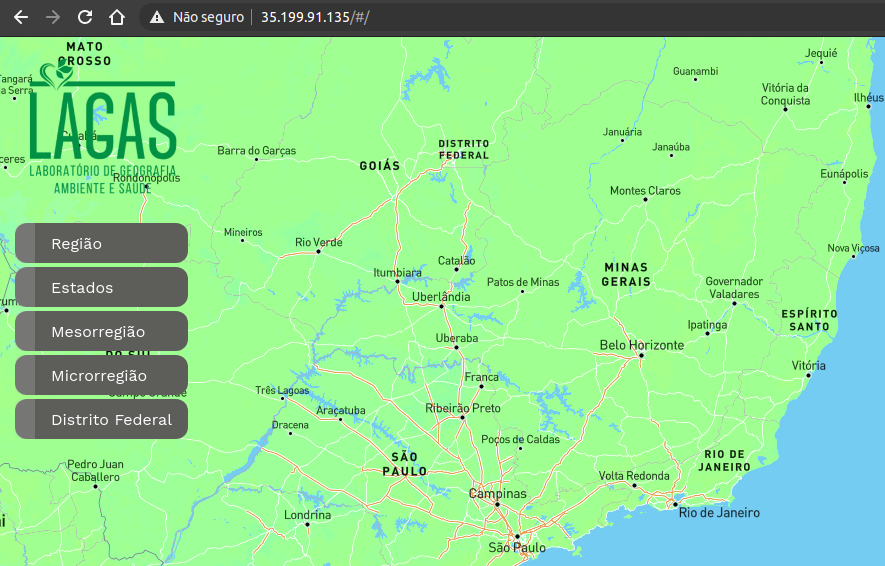 Não seguro
35.199.91.135/#/
LAGAS
LABORATÓRIO DE GEOGRAFIA
AMBIENTE E SAÚDE
Região
Estados
Mesorregião
Microrregião
Distrito Federal
MATO
GROSSO
Tangará
Serra
Rondonópolis
Barra do Garças
GOIÁS
DISTRITO
FEDERAL
Guanambi
Jequié
Vitória da
Conquista
Ilhéus
Januária
Janaúba
Eunápolis
Montes Claros
Mineiros
Rio Verde
Nova Viçosa
Catalão
Itumbiara
Patos de Minas
MINAS
GERAIS
Governador
Valadares
Uberlândia
ESPÍRITO
SANTO
Ipatinga
Uberaba
Belo Horizonte
Vitória
DO SUL
Campo Grande
Franca
Três Lagoas
Araçatuba
Ribeirão Preto
Dracena
Poços de Caldas
SÃO
PAULO
RIO DE
JANEIRO
Pedro Juan
Caballero
Volta Redonda
Campinas
Londrina
Rio de Janeiro
São Paulo